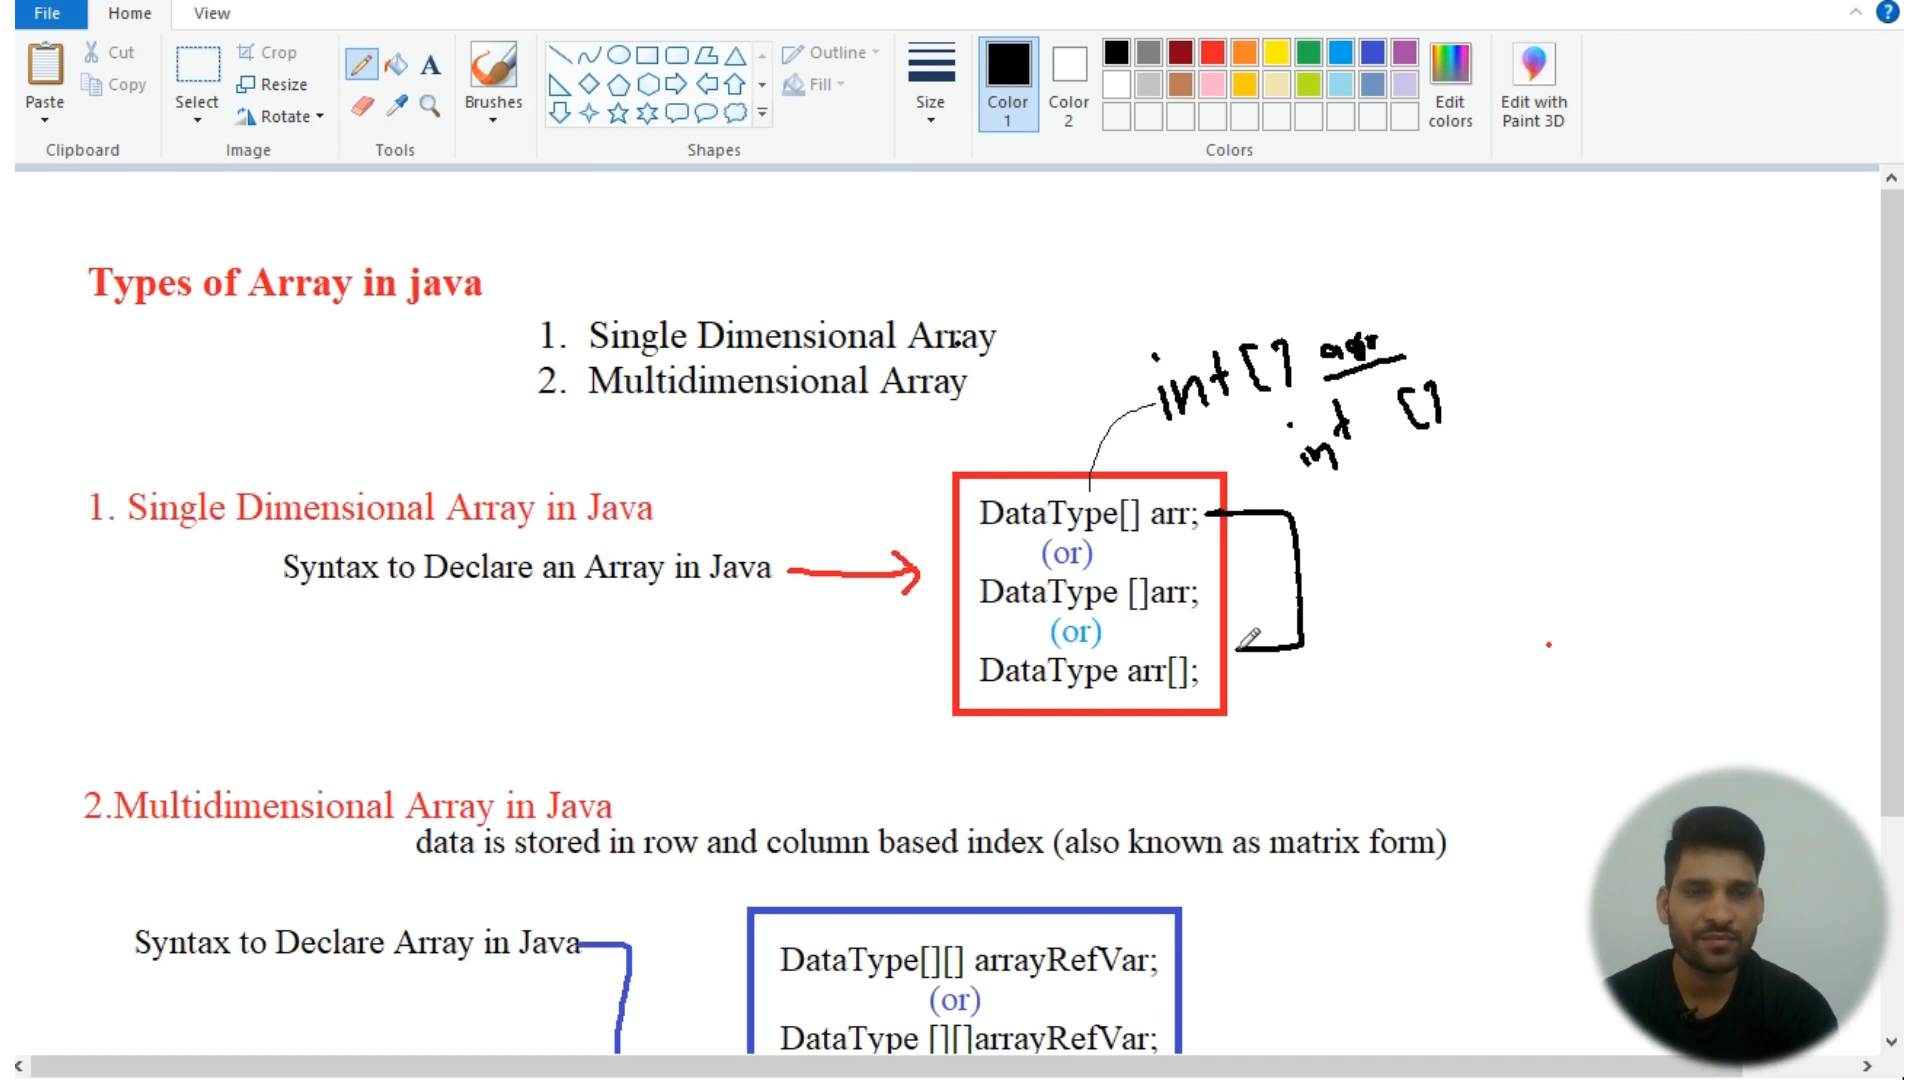 File Home View
Paste
Cut
Copy
Clipboard
Select
Crop
Resize
Rotate
Image
A
Tools
Brushes
Shapes
Outline
Fill
Size
Color 1
Color 2
Edit colors
Edit with Paint 3D
Colors
?
Types of Array in java
1. Single Dimensional Array
2. Multidimensional Array
int [] arr
int []
1. Single Dimensional Array in Java
Syntax to Declare an Array in Java
DataType[] arr;
(or)
DataType []arr;
(or)
DataType arr[];
2.Multidimensional Array in Java
data is stored in row and column based index (also known as matrix form)
Syntax to Declare Array in Java
DataType[][] arrayRefVar;
(or)
DataType [][]arrayRefVar;